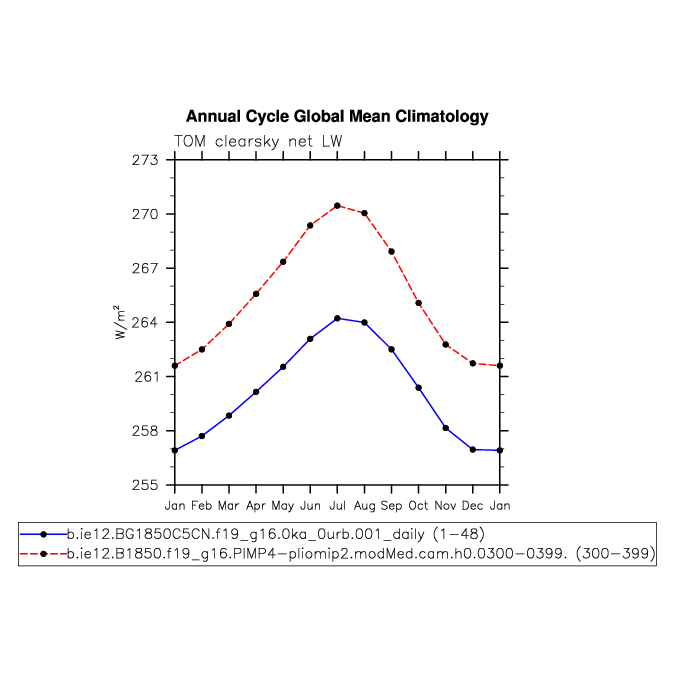 Annual Cycle Global Mean Climatology
TOM clearsky net LW
273
270
267
264
261
258
255
W/m²
Jan Feb Mar Apr May Jun Jul Aug Sep Oct Nov Dec Jan
b.ie12.BG1850C5CN.f19_g16.0ka_0urb.001_daily (1-48)
b.ie12.B1850.f19_g16.PIMP4-pliomip2.modMed.cam.h0.0300-0399. (300-399)